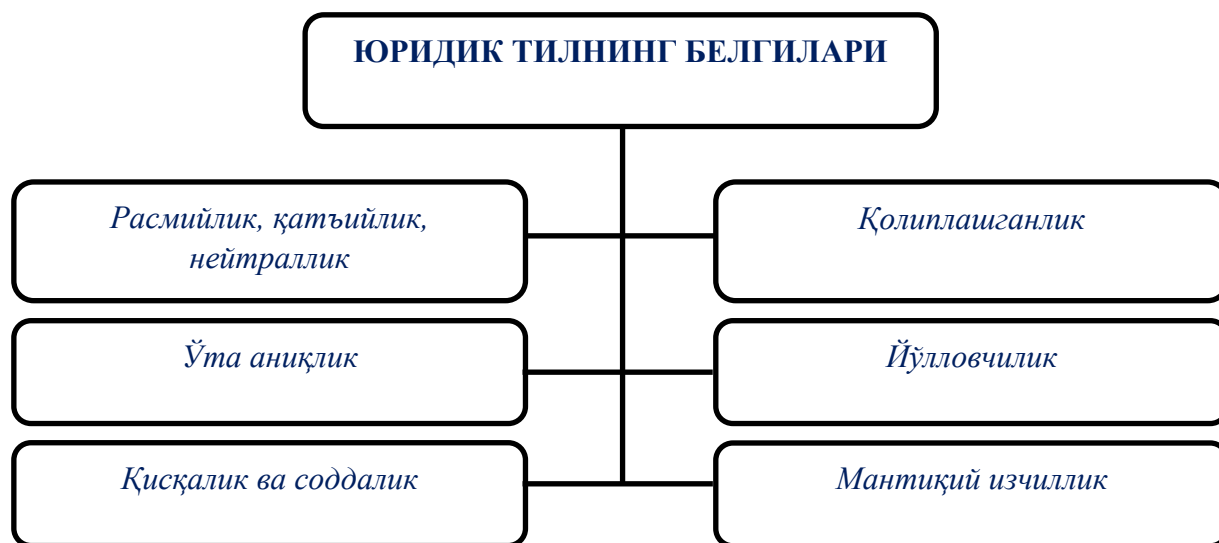 ЮРИДИК ТИЛНИНГ БЕЛГИЛАРИ
Расмийлик, қатъийлик,
нейтраллик
Қолиплашганлик
Ўта аниқлик
Йўлловчилик
Қисқалик ва соддалик
Мантиқий изчиллик